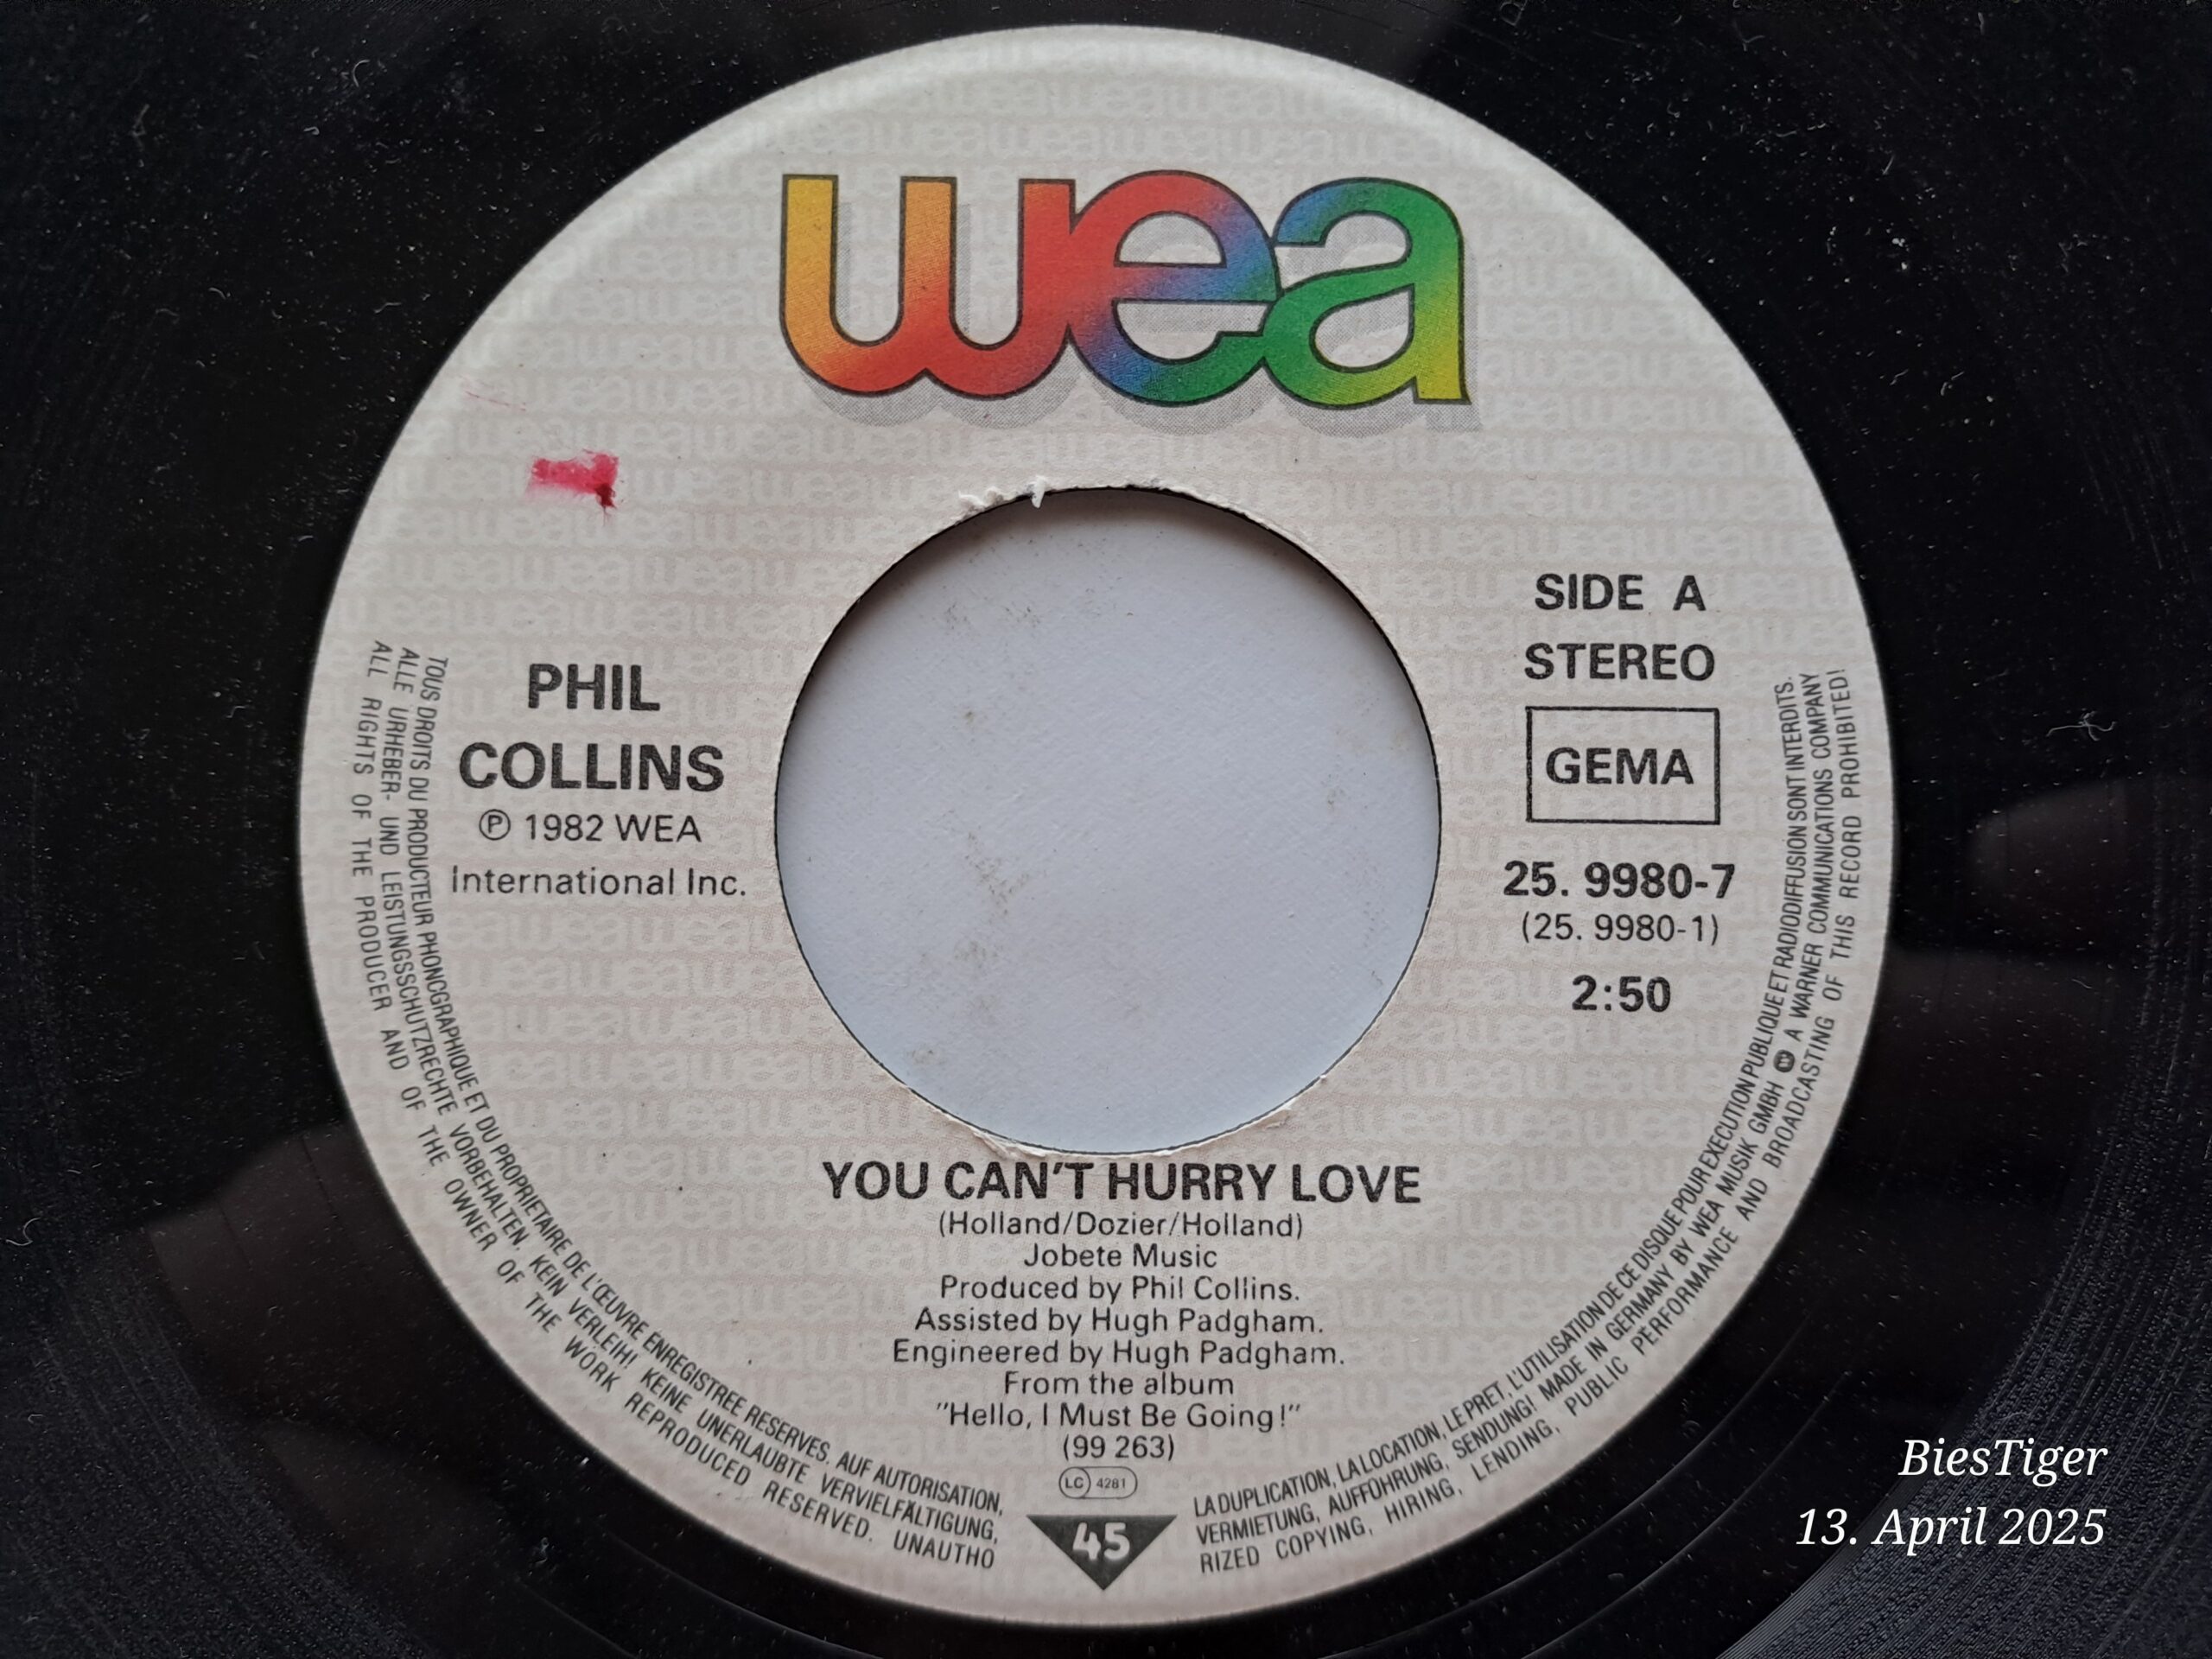 wea
SIDE A
STEREO
GEMA
25. 9980-7
(25. 9980-1)
2:50
PHIL
COLLINS
℗ 1982 WEA
International Inc.
YOU CAN'T HURRY LOVE
(Holland/Dozier/Holland)
Jobete Music
Produced by Phil Collins.
Assisted by Hugh Padgham.
Engineered by Hugh Padgham.
From the album
"Hello, I Must Be Going!"
(99 263)
LC 4281
45
TOUS DROITS DU PRODUCTEUR PHONOGRAPHIQUE ET DU PROPRIETAIRE DE L'ŒUVRE ENREGISTREE RESERVES. AUF AUTORISATION,
LA DUPLICATION, LA LOCATION, LE PRET, L'UTILISATION DE CE DISQUE POUR EXECUTION PUBLIQUE ET RADIODIFFUSION SONT INTERDITS.
ALLE URHEBER- UND LEISTUNGSSCHUTZRECHTE VORBEHALTEN. KEIN VERLEIH! KEINE UNERLAUBTE VERVIELFÄLTIGUNG,
VERMIETUNG, AUFFÜHRUNG, SENDUNG! MADE IN GERMANY BY WEA MUSIK GMBH A WARNER COMMUNICATIONS COMPANY
ALL RIGHTS OF THE PRODUCER AND OF THE OWNER OF THE WORK REPRODUCED RESERVED. UNAUTHO
RIZED COPYING, HIRING, LENDING, PUBLIC PERFORMANCE AND BROADCASTING OF THIS RECORD PROHIBITED!
BiesTiger
13. April 2025